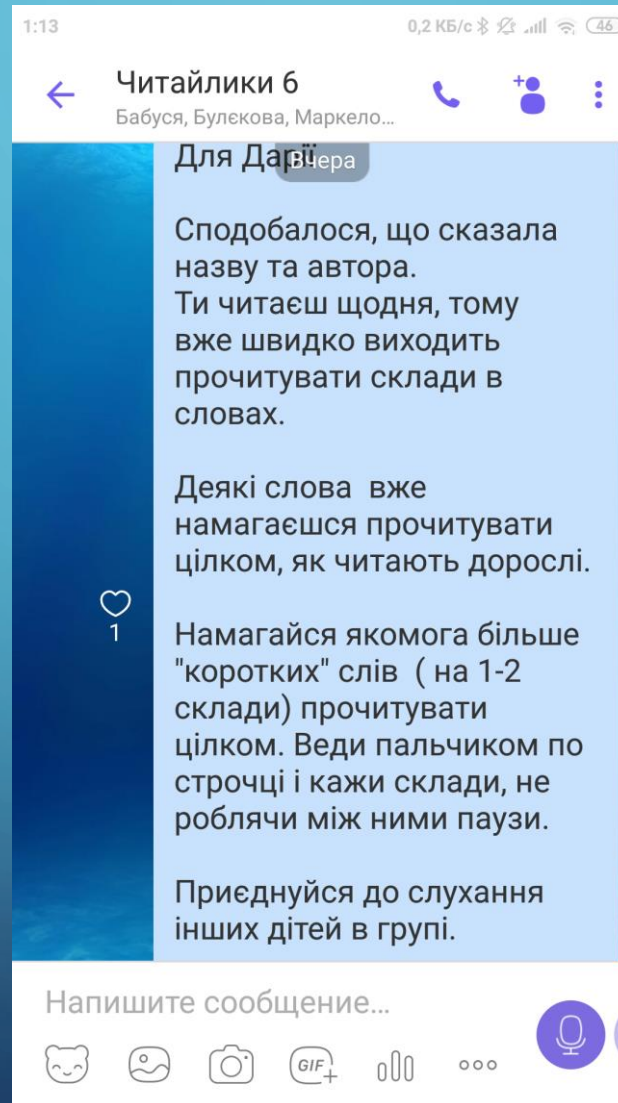 1:13 0,2 КБ/с 46
Читайлики 6
Бабуся, Булєкова, Маркело...
Вчера
Для Дарії
Сподобалося, що сказала
назву та автора.
Ти читаєш щодня, тому
вже швидко виходить
прочитувати склади в
словах.
Деякі слова вже
намагаєшся прочитувати
цілком, як читають дорослі.
1
Намагайся якомога більше
"коротких" слів ( на 1-2
склади) прочитувати
цілком. Веди пальчиком по
строчці і кажи склади, не
роблячи між ними паузи.
Приєднуйся до слухання
інших дітей в групі.
Напишите сообщение...
GIF